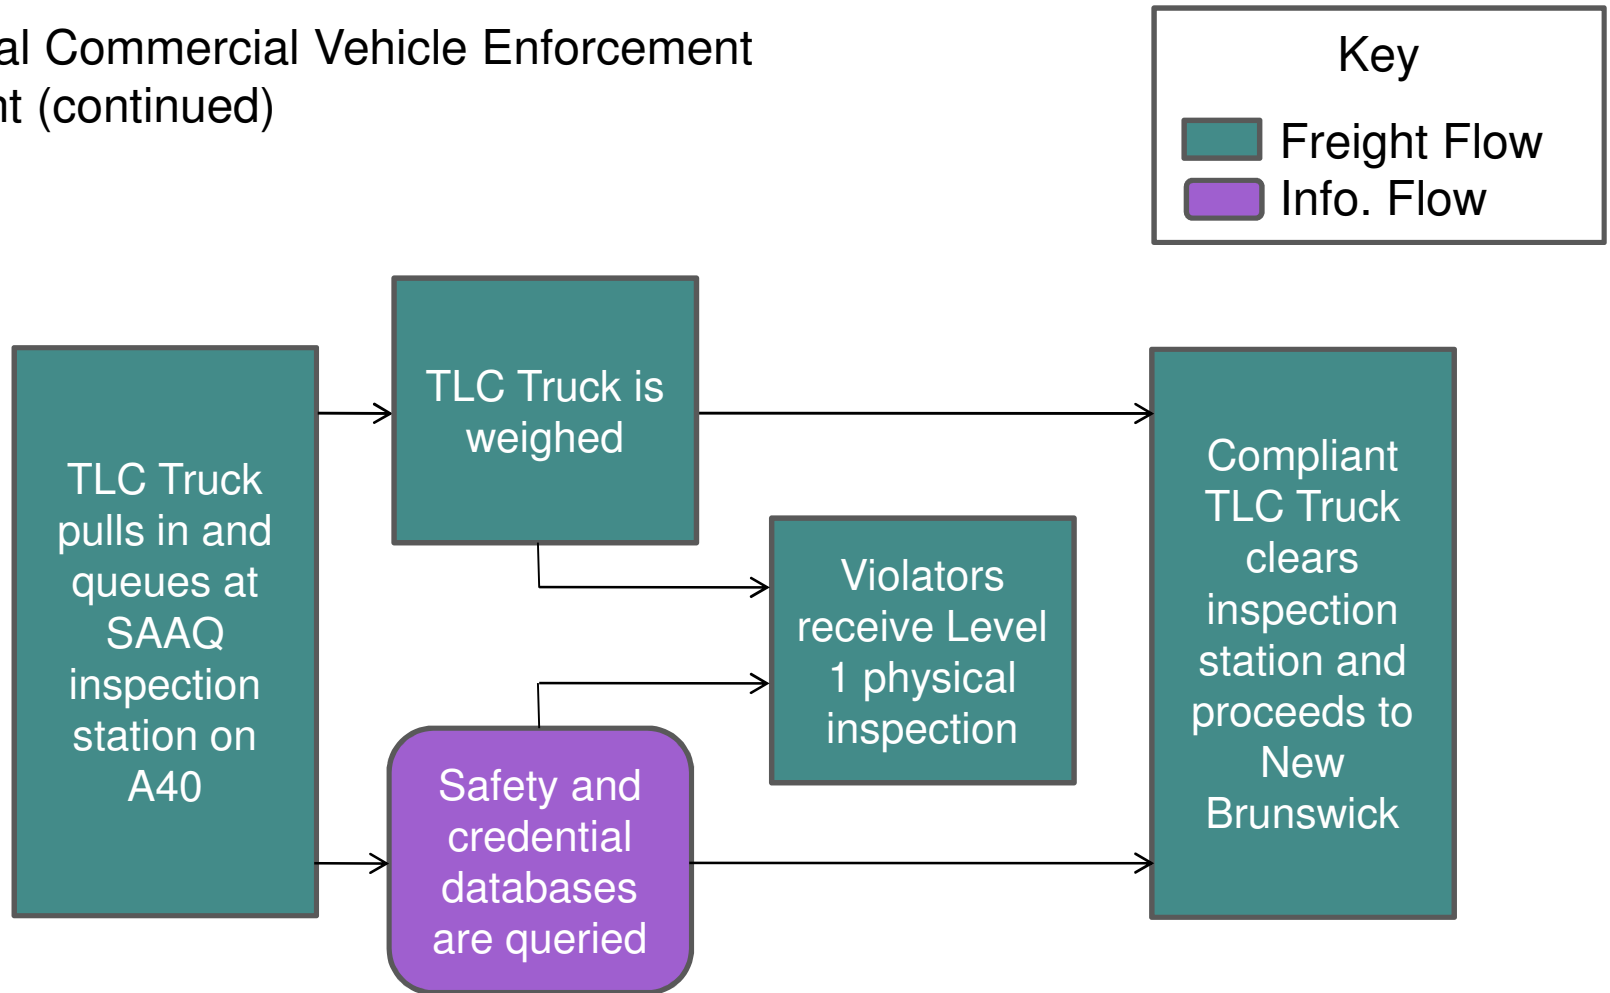 al Commercial Vehicle Enforcement
nt (continued)
Key
Freight Flow
Info. Flow
TLC Truck
pulls in and
queues at
SAAQ
inspection
station on
A40
TLC Truck is
weighed
Violators
receive Level
1 physical
inspection
Safety and
credential
databases
are queried
Compliant
TLC Truck
clears
inspection
station and
proceeds to
New
Brunswick